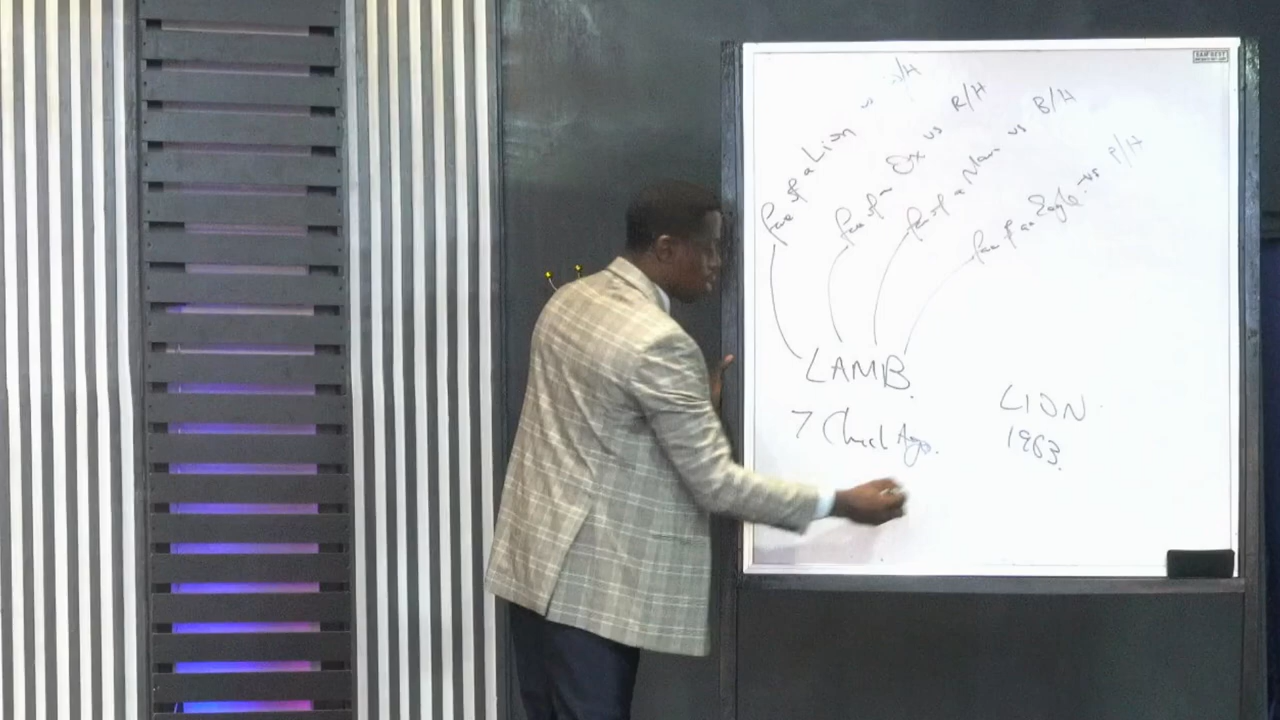 face of a Lion vs W/H
face of an Ox vs R/H
face of a Man vs B/H
face of an Eagle vs P/H
LAMB.
7 Church Ages.
LION
1963.